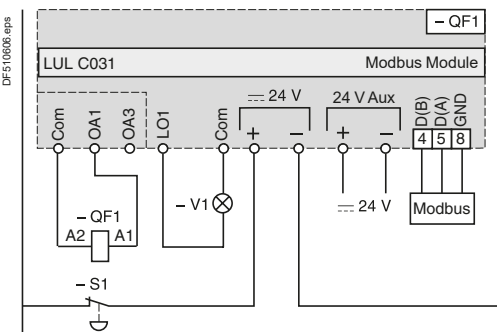 DF510606.eps
– QF1
LUL C031 Modbus Module
24 V 24 V Aux
Com OA1 OA3 LO1 Com + – + – D(B) D(A) GND
4 5 8
– QF1
A2 A1
– V1
24 V
Modbus
– S1